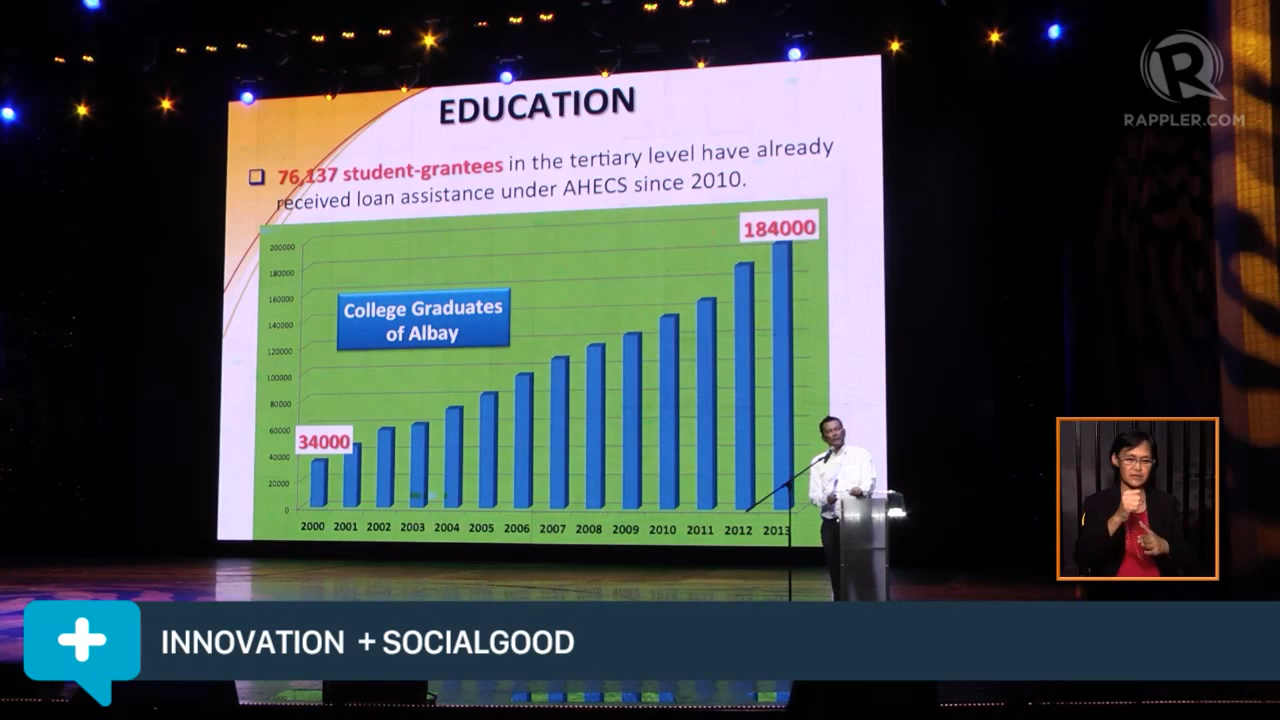 EDUCATION
76,137 student-grantees in the tertiary level have already
received loan assistance under AHECS since 2010.
184000
200000
180000
160000
140000
120000
100000
80000
60000
40000
20000
0
College Graduates
of Albay
34000
2000 2001 2002 2003 2004 2005 2006 2007 2008 2009 2010 2011 2012 2013
R
RAPPLER.COM
INNOVATION + SOCIALGOOD